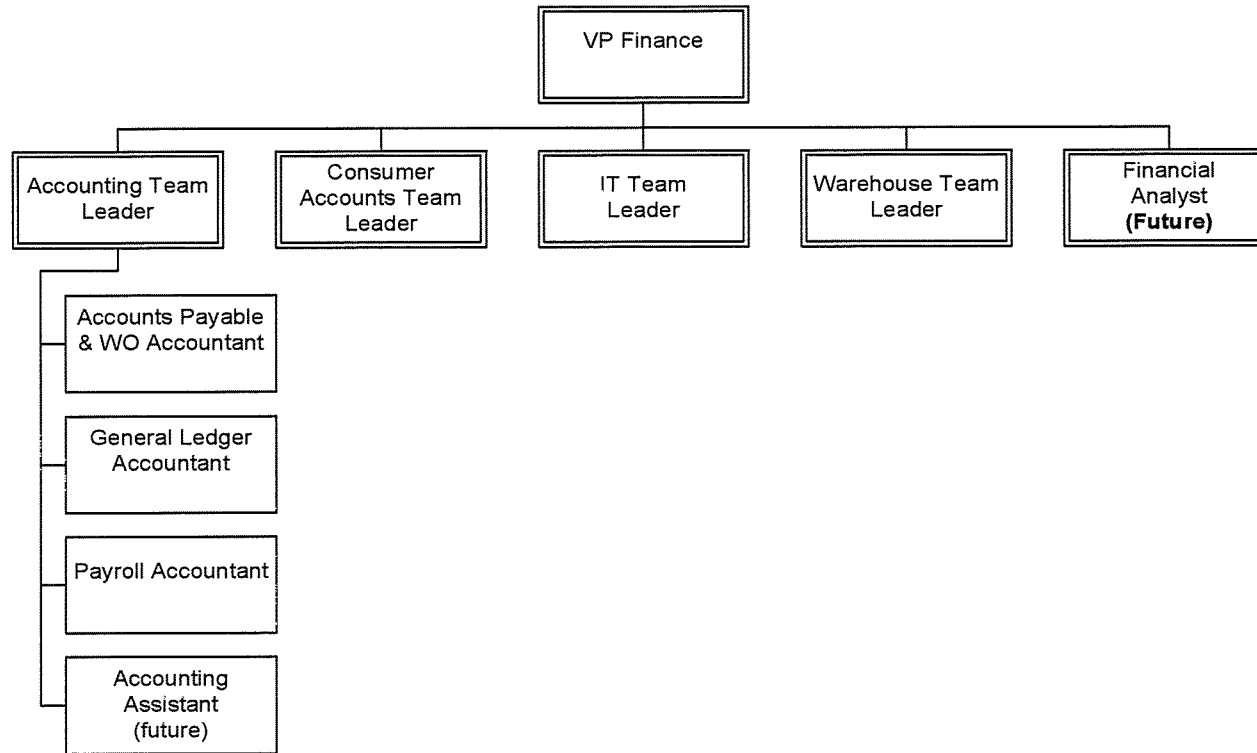 VP Finance
Accounting Team
Leader
Consumer
Accounts Team
Leader
IT Team
Leader
Warehouse Team
Leader
Financial
Analyst
(Future)
Accounts Payable
& WO Accountant
General Ledger
Accountant
Payroll Accountant
Accounting
Assistant
(future)